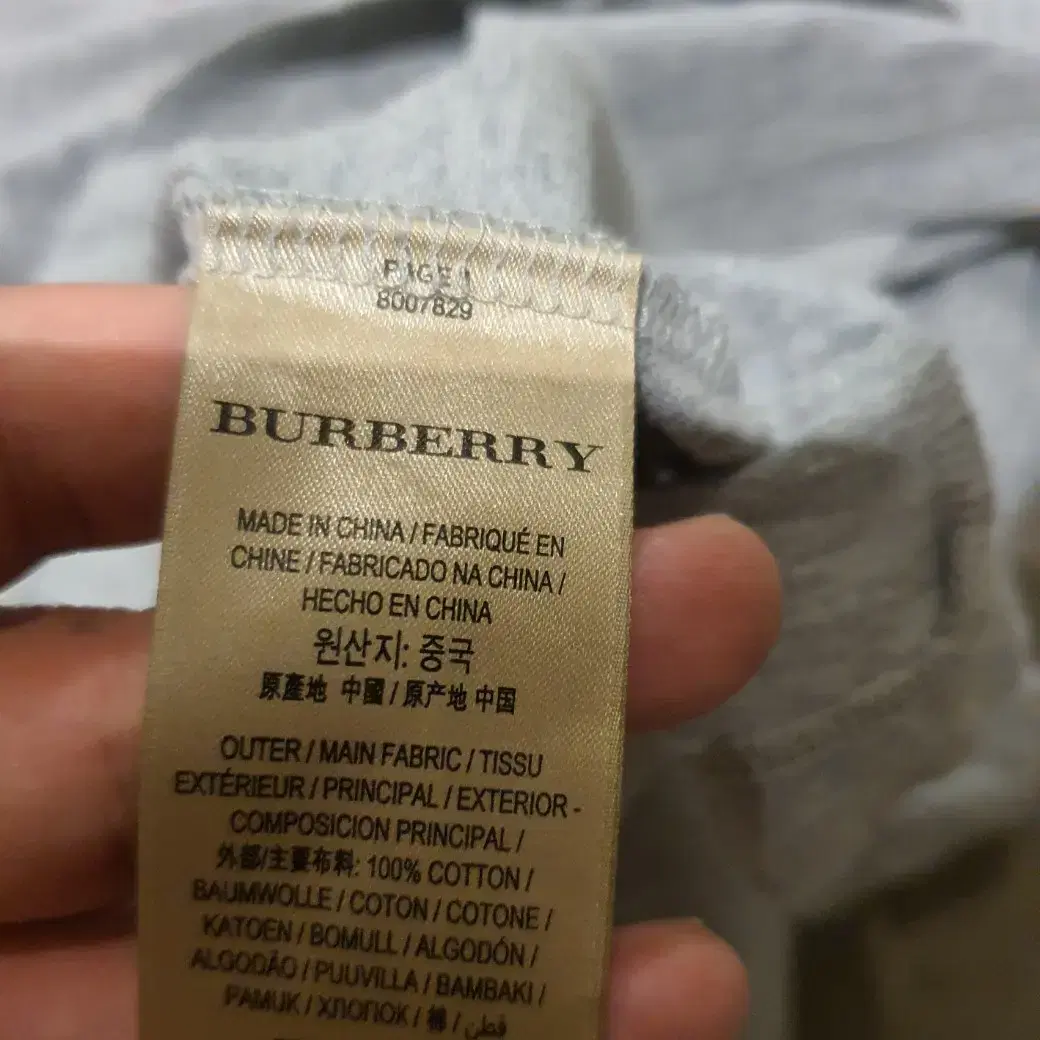 PAGE 1
8007829
BURBERRY
MADE IN CHINA / FABRIQUÉ EN
CHINE / FABRICADO NA CHINA /
HECHO EN CHINA
원산지: 중국
原產地 中國 / 原产地 中国
OUTER / MAIN FABRIC / TISSU
EXTÉRIEUR / PRINCIPAL / EXTERIOR -
COMPOSICION PRINCIPAL /
外部/主要布料: 100% COTTON /
BAUMWOLLE / COTON / COTONE /
KATOEN / BOMULL / ALGODÓN /
ALGODÃO / PUUVILLA / BAMBAKI /
PAMUK / ХЛОПОК / 棉 / قطن